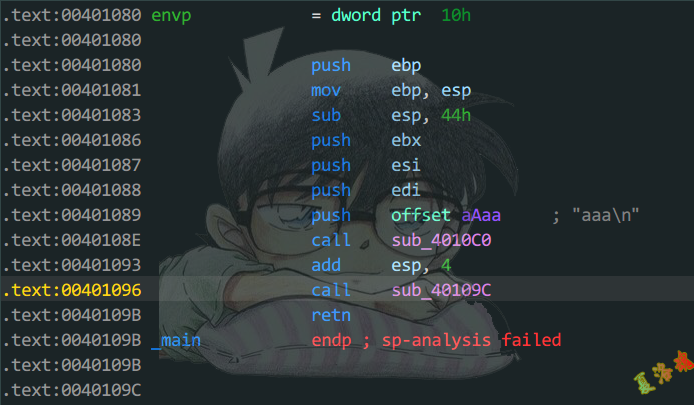 .text:00401080 envp = dword ptr 10h
.text:00401080
.text:00401080 push ebp
.text:00401081 mov ebp, esp
.text:00401083 sub esp, 44h
.text:00401086 push ebx
.text:00401087 push esi
.text:00401088 push edi
.text:00401089 push offset aAaa ; "aaa\n"
.text:0040108E call sub_4010C0
.text:00401093 add esp, 4
.text:00401096 call sub_40109C
.text:0040109B retn
.text:0040109B _main endp ; sp-analysis failed
.text:0040109B
.text:0040109C